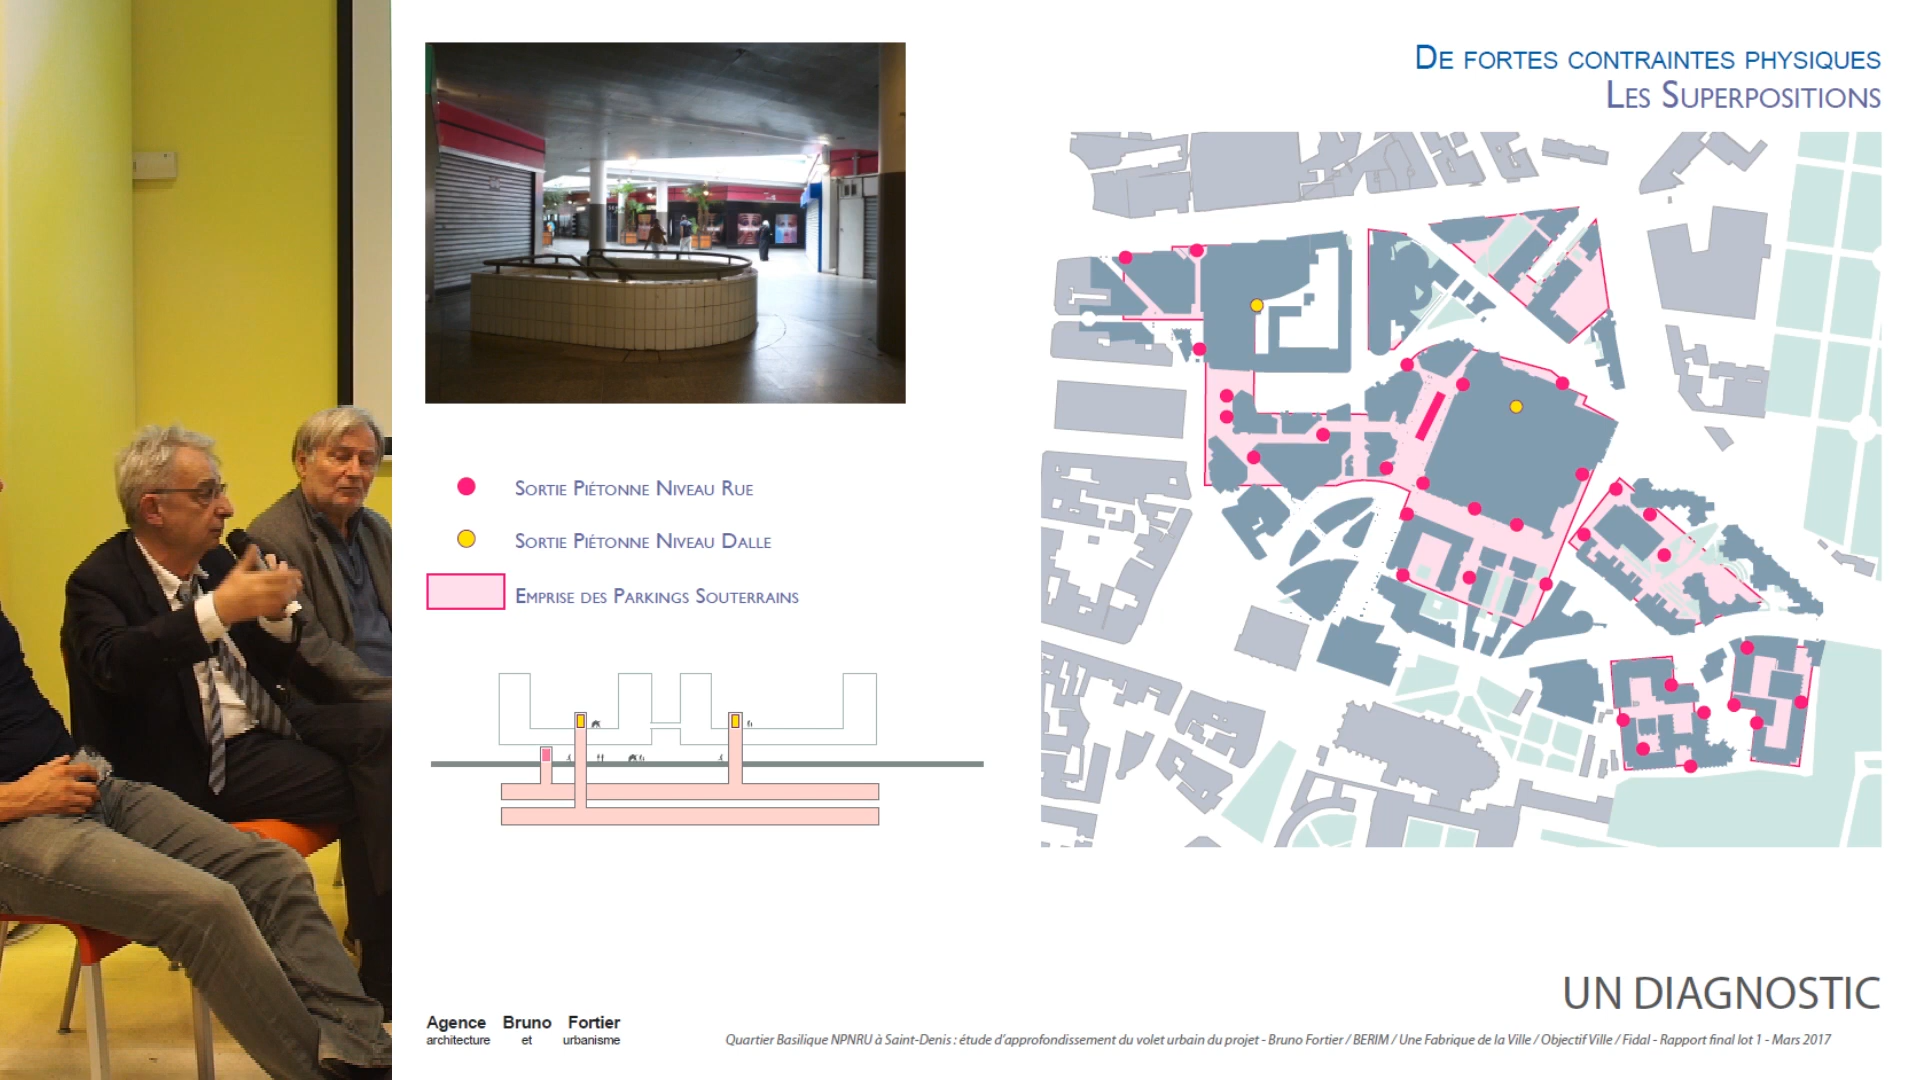 De fortes contraintes physiques
Les Superpositions
Sortie Piétonne Niveau Rue
Sortie Piétonne Niveau Dalle
Emprise des Parkings Souterrains
UN DIAGNOSTIC
Agence Bruno Fortier
architecture et urbanisme
Quartier Basilique NPNRU à Saint-Denis : étude d'approfondissement du volet urbain du projet - Bruno Fortier / BERIM / Une Fabrique de la Ville / Objectif Ville / Fidal - Rapport final lot 1 - Mars 2017